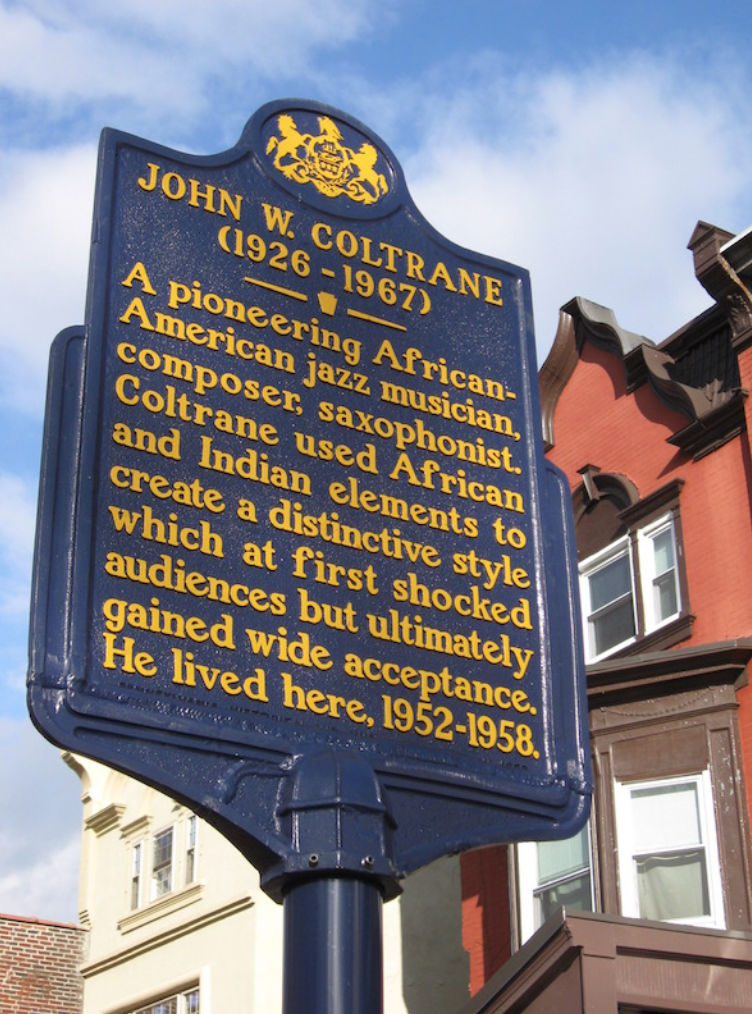 JOHN W. COLTRANE
(1926 - 1967)
A pioneering African-
American jazz musician,
composer, saxophonist.
Coltrane used African
and Indian elements to
create a distinctive style
which at first shocked
audiences but ultimately
gained wide acceptance.
He lived here, 1952-1958.